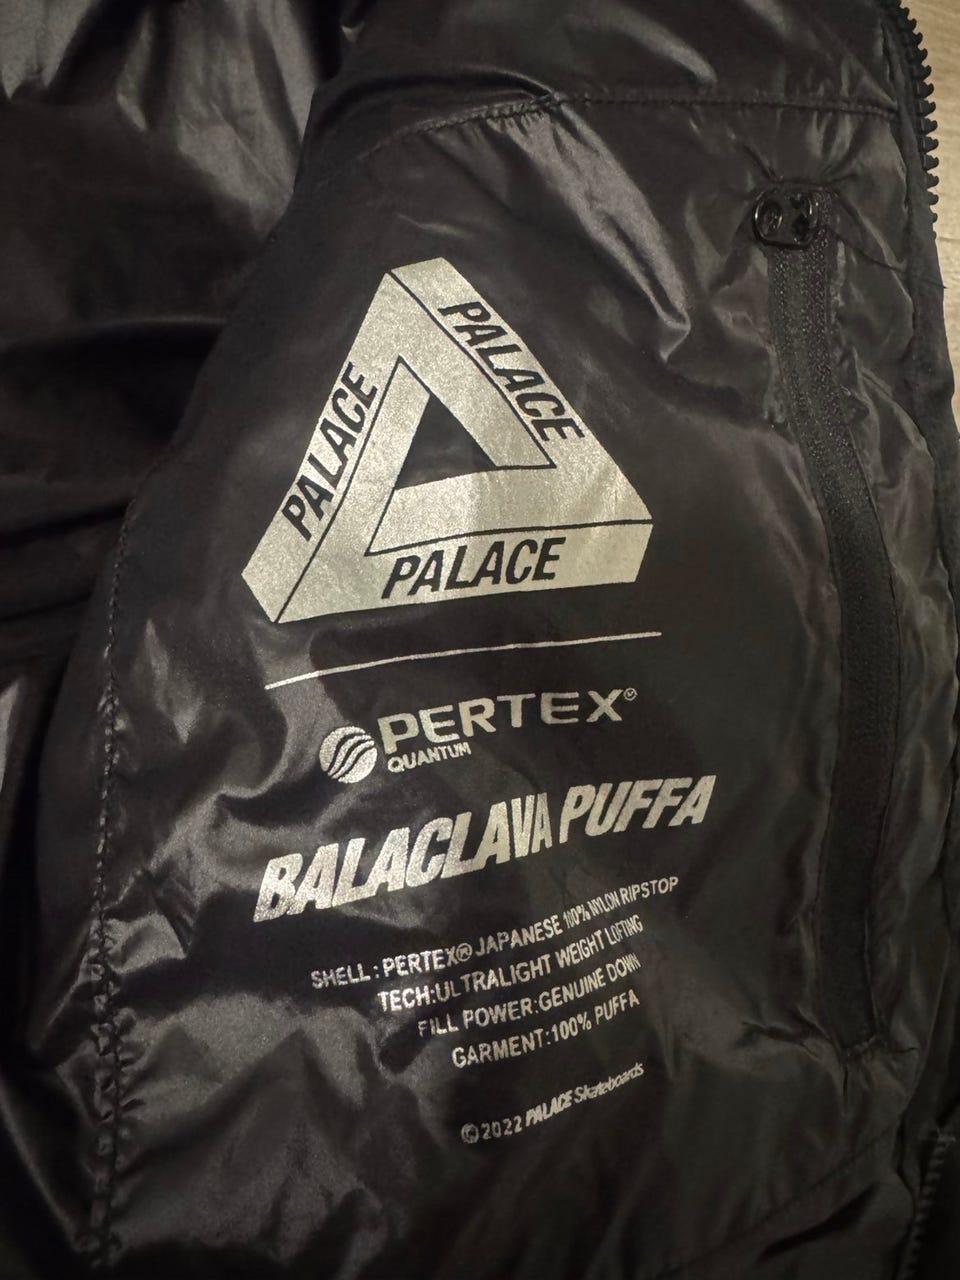 PALACE
PALACE
PALACE
PERTEX®
QUANTUM
BALACLAVA PUFFA
SHELL: PERTEX® JAPANESE 100% NYLON RIPSTOP
TECH:ULTRALIGHT WEIGHT LOFTING
FILL POWER:GENUINE DOWN
GARMENT:100% PUFFA
©2022 PALACE Skateboards